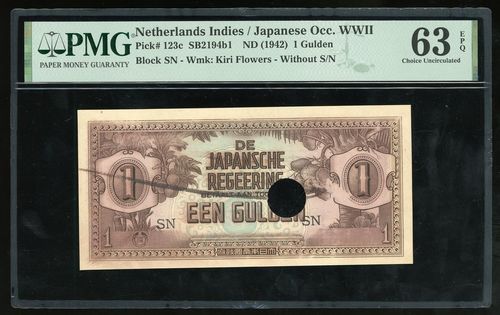 PMG
PAPER MONEY GUARANTY
Netherlands Indies / Japanese Occ. WWII
Pick# 123c SB2194b1 ND (1942) 1 Gulden
Block SN - Wmk: Kiri Flowers - Without S/N
63
EPQ
Choice Uncirculated
DE
JAPANSCHE
REGEERING
1
1
EEN GULDEN
SN
SN
1
1